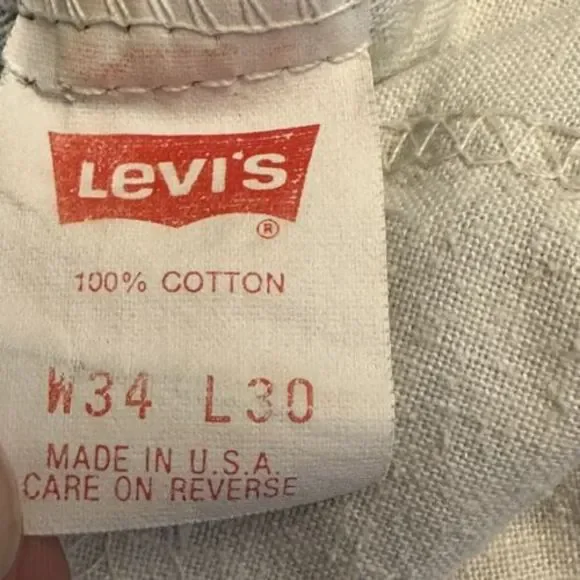 Levi's
®
100% COTTON
W34 L30
MADE IN U.S.A.
CARE ON REVERSE